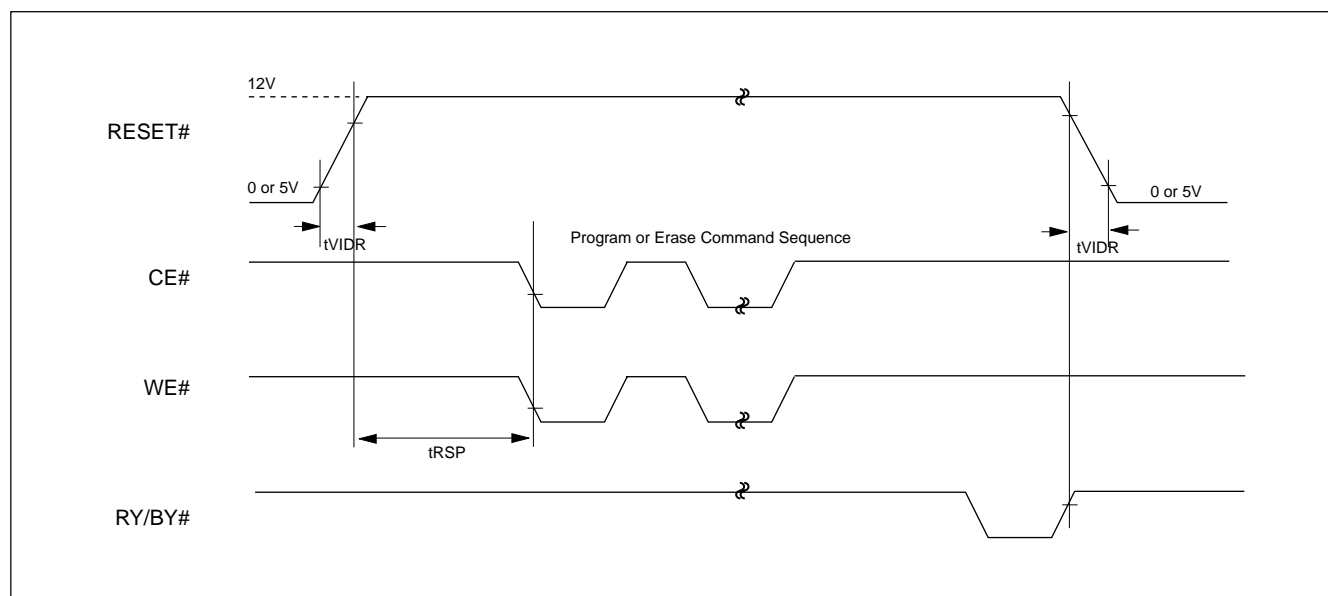 12V
RESET#
0 or 5V
0 or 5V
tVIDR
tVIDR
Program or Erase Command Sequence
CE#
WE#
tRSP
RY/BY#